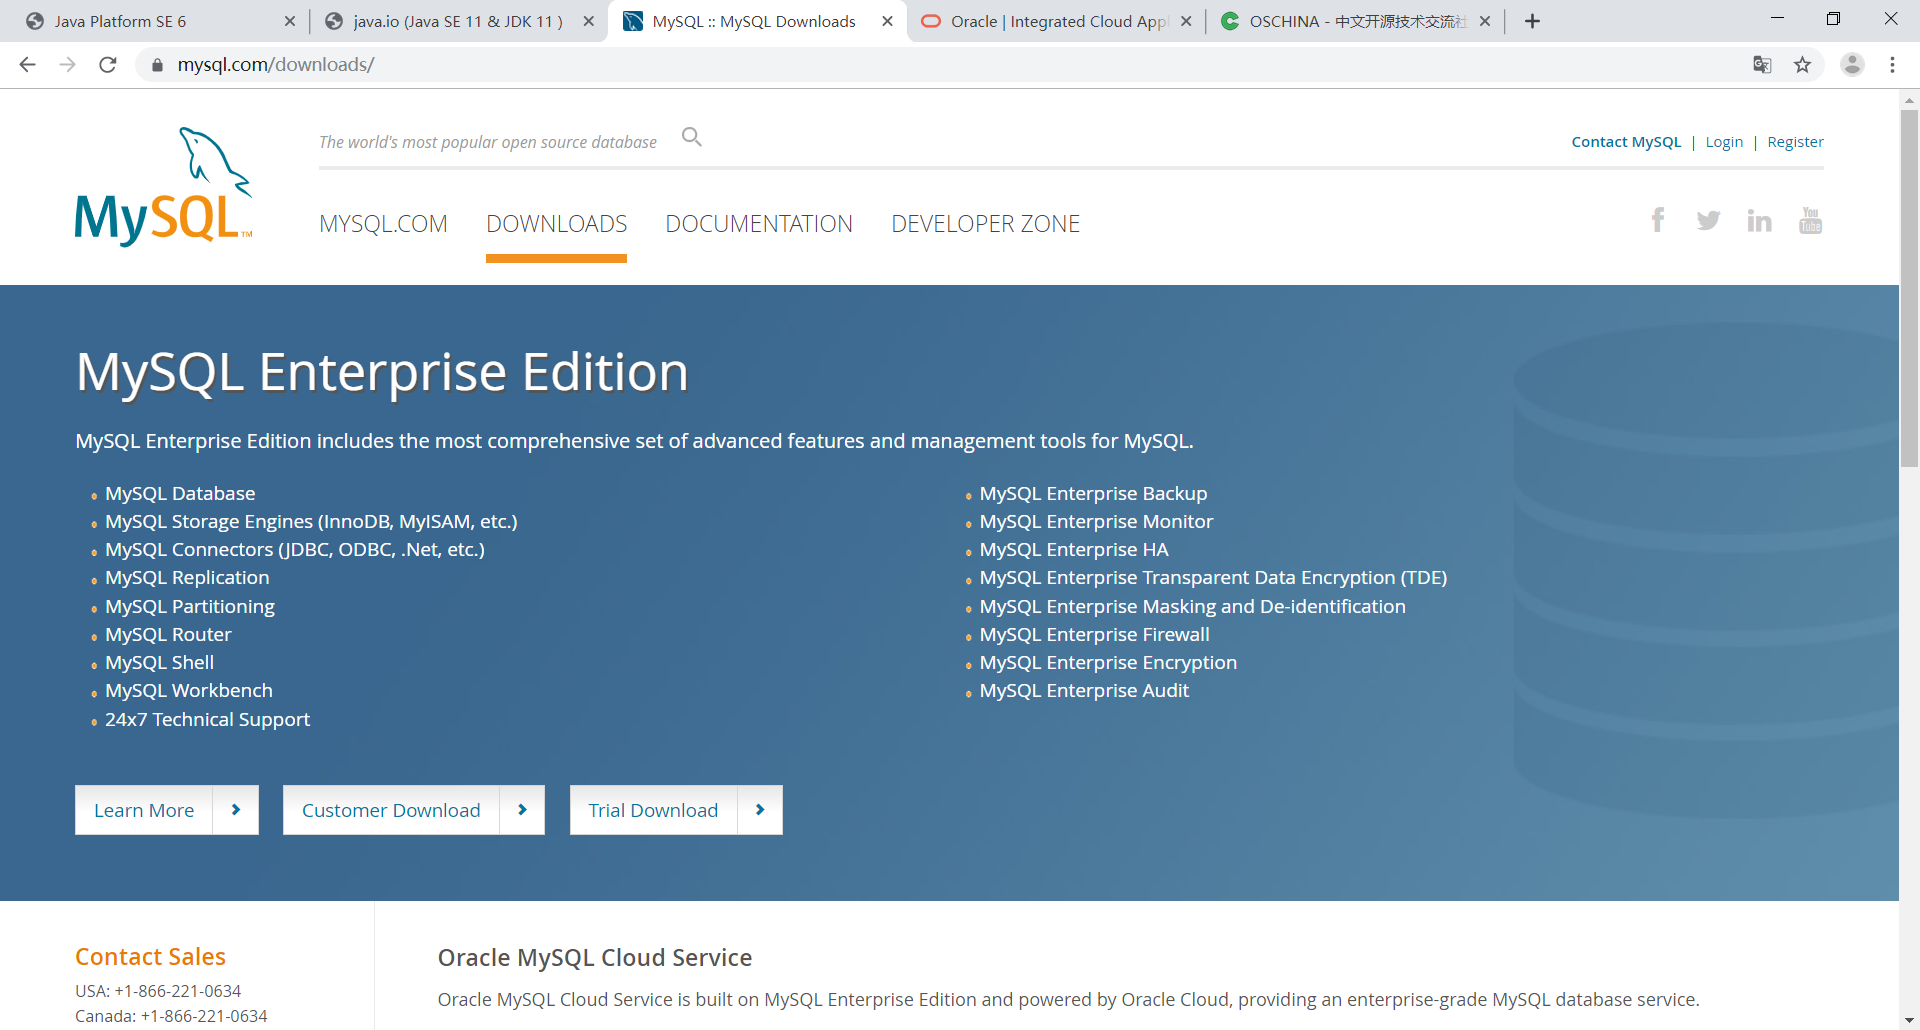 Java Platform SE 6
java.io (Java SE 11 & JDK 11 )
MySQL :: MySQL Downloads
Oracle | Integrated Cloud Appl
OSCHINA - 中文开源技术交流社
mysql.com/downloads/
The world's most popular open source database
Contact MySQL | Login | Register
MySQL™
MYSQL.COM DOWNLOADS DOCUMENTATION DEVELOPER ZONE
You Tube
MySQL Enterprise Edition
MySQL Enterprise Edition includes the most comprehensive set of advanced features and management tools for MySQL.
MySQL Database
MySQL Storage Engines (InnoDB, MyISAM, etc.)
MySQL Connectors (JDBC, ODBC, .Net, etc.)
MySQL Replication
MySQL Partitioning
MySQL Router
MySQL Shell
MySQL Workbench
24x7 Technical Support
MySQL Enterprise Backup
MySQL Enterprise Monitor
MySQL Enterprise HA
MySQL Enterprise Transparent Data Encryption (TDE)
MySQL Enterprise Masking and De-identification
MySQL Enterprise Firewall
MySQL Enterprise Encryption
MySQL Enterprise Audit
Learn More
Customer Download
Trial Download
Contact Sales
USA: +1-866-221-0634
Canada: +1-866-221-0634
Oracle MySQL Cloud Service
Oracle MySQL Cloud Service is built on MySQL Enterprise Edition and powered by Oracle Cloud, providing an enterprise-grade MySQL database service.